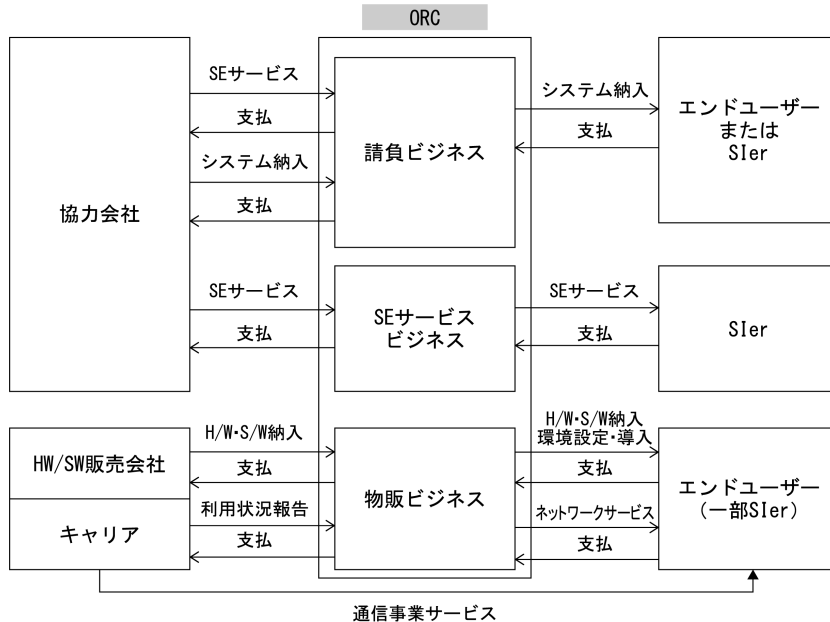 ORC
協力会社
SEサービス
支払
システム納入
支払
請負ビジネス
システム納入
支払
エンドユーザー
または
SIer
SEサービス
支払
SEサービス
ビジネス
SEサービス
支払
SIer
HW/SW販売会社
キャリア
H/W・S/W納入
支払
利用状況報告
支払
物販ビジネス
H/W・S/W納入
環境設定・導入
支払
ネットワークサービス
支払
エンドユーザー
（一部SIer）
通信事業サービス